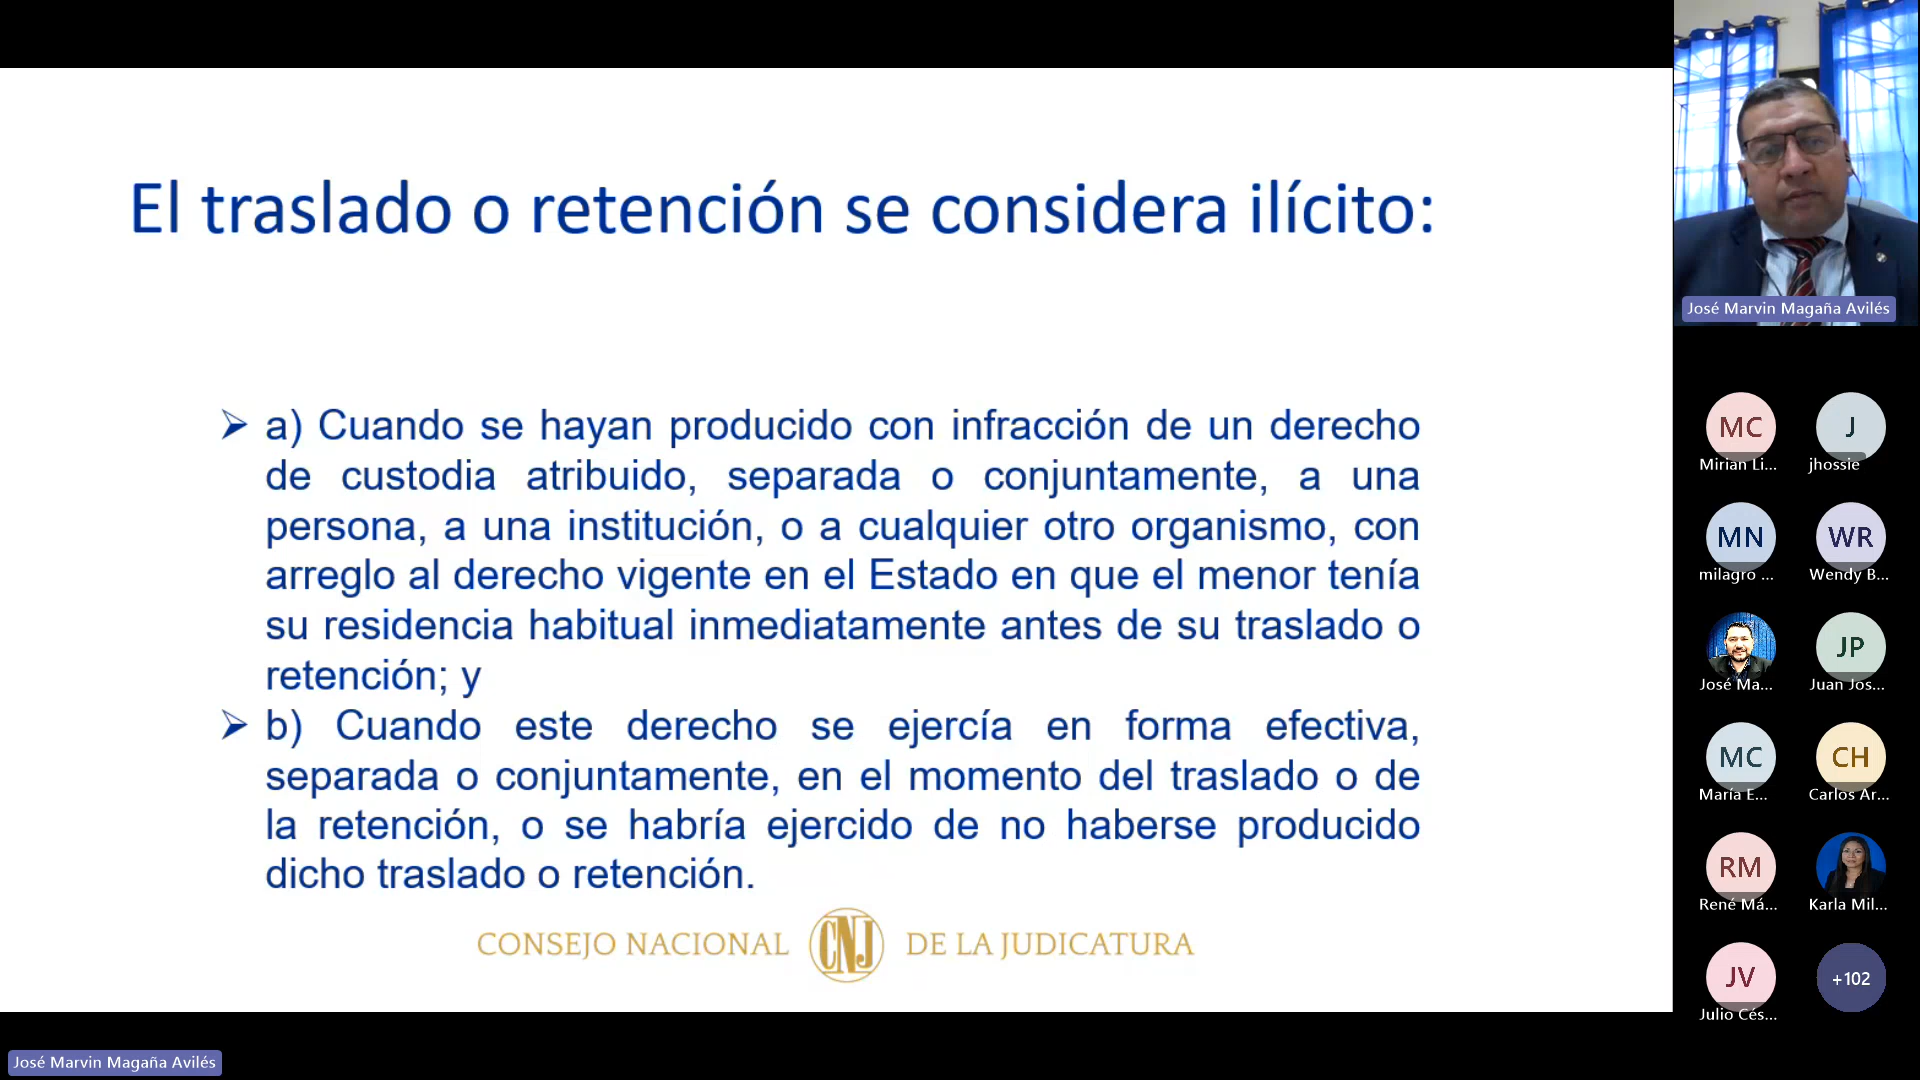 El traslado o retención se considera ilícito:
➢ a) Cuando se hayan producido con infracción de un derecho
de custodia atribuido, separada o conjuntamente, a una
persona, a una institución, o a cualquier otro organismo, con
arreglo al derecho vigente en el Estado en que el menor tenía
su residencia habitual inmediatamente antes de su traslado o
retención; y
➢ b) Cuando este derecho se ejercía en forma efectiva,
separada o conjuntamente, en el momento del traslado o de
la retención, o se habría ejercido de no haberse producido
dicho traslado o retención.
CONSEJO NACIONAL CNJ DE LA JUDICATURA
José Marvin Magaña Avilés
José Marvin Magaña Avilés
MC
Mirian Li...
J
jhossie
MN
milagro ...
WR
Wendy B...
José Ma...
JP
Juan Jos...
MC
María E...
CH
Carlos Ar...
RM
René Má...
Karla Mil...
JV
Julio Cés...
+102